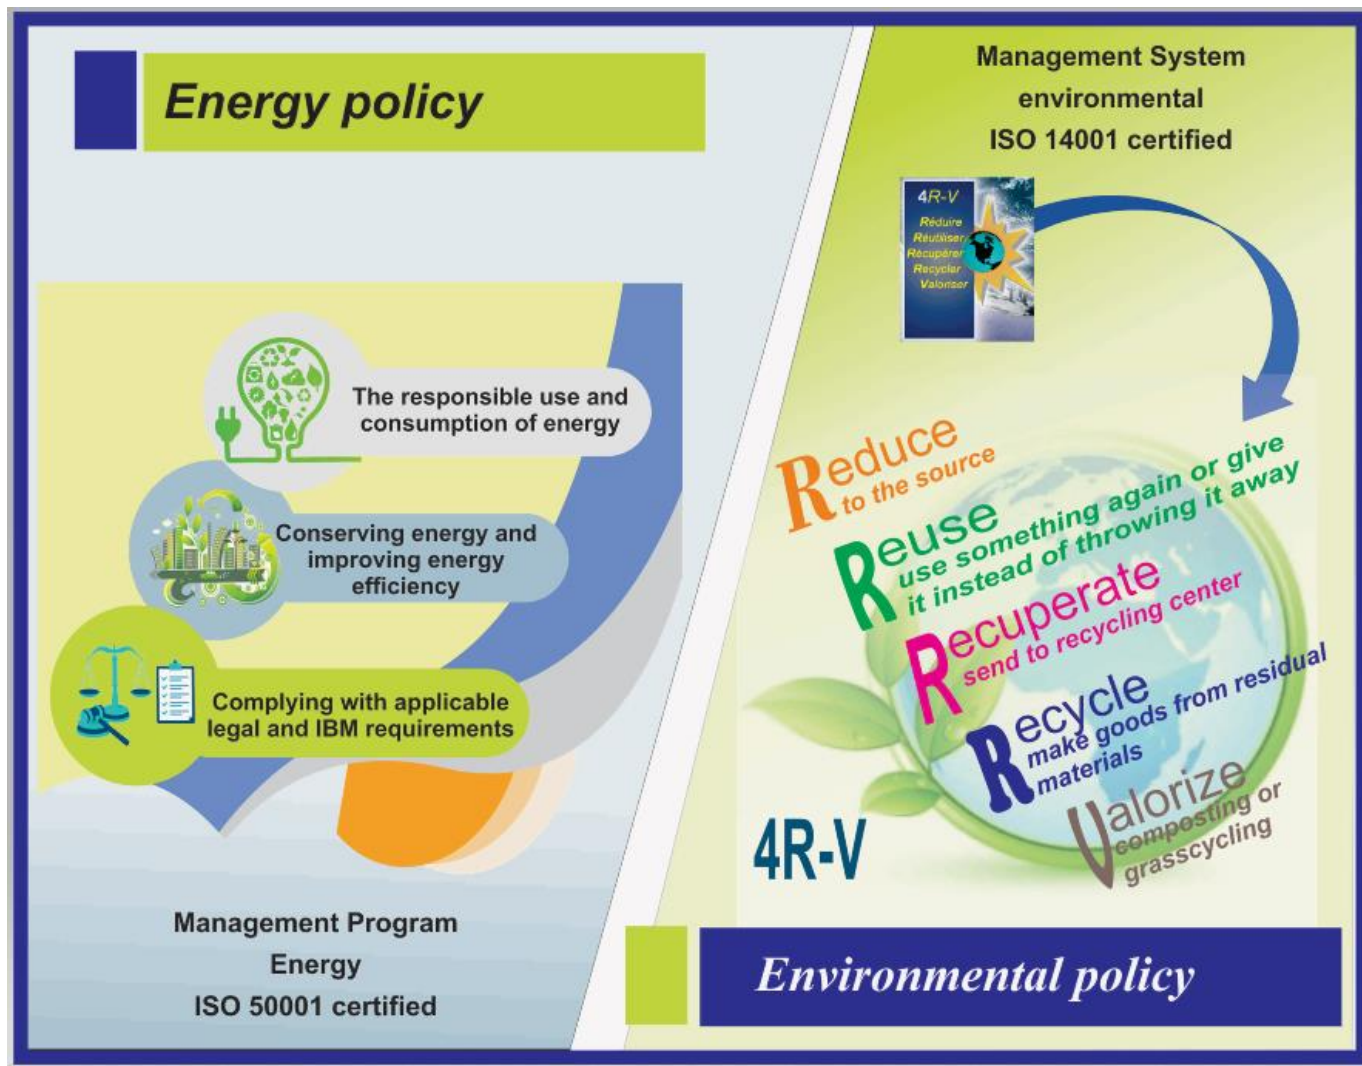 Energy policy
The responsible use and
consumption of energy
Conserving energy and
improving energy
efficiency
Complying with applicable
legal and IBM requirements
Management Program
Energy
ISO 50001 certified
Management System
environmental
ISO 14001 certified
4R-V
Réduire
Réutiliser
Récupérer
Recycler
Valoriser
Reduce
to the source
Reuse
use something again or give
it instead of throwing it away
Recuperate
send to recycling center
Recycle
make goods from residual
materials
Valorize
composting or
grasscycling
4R-V
Environmental policy